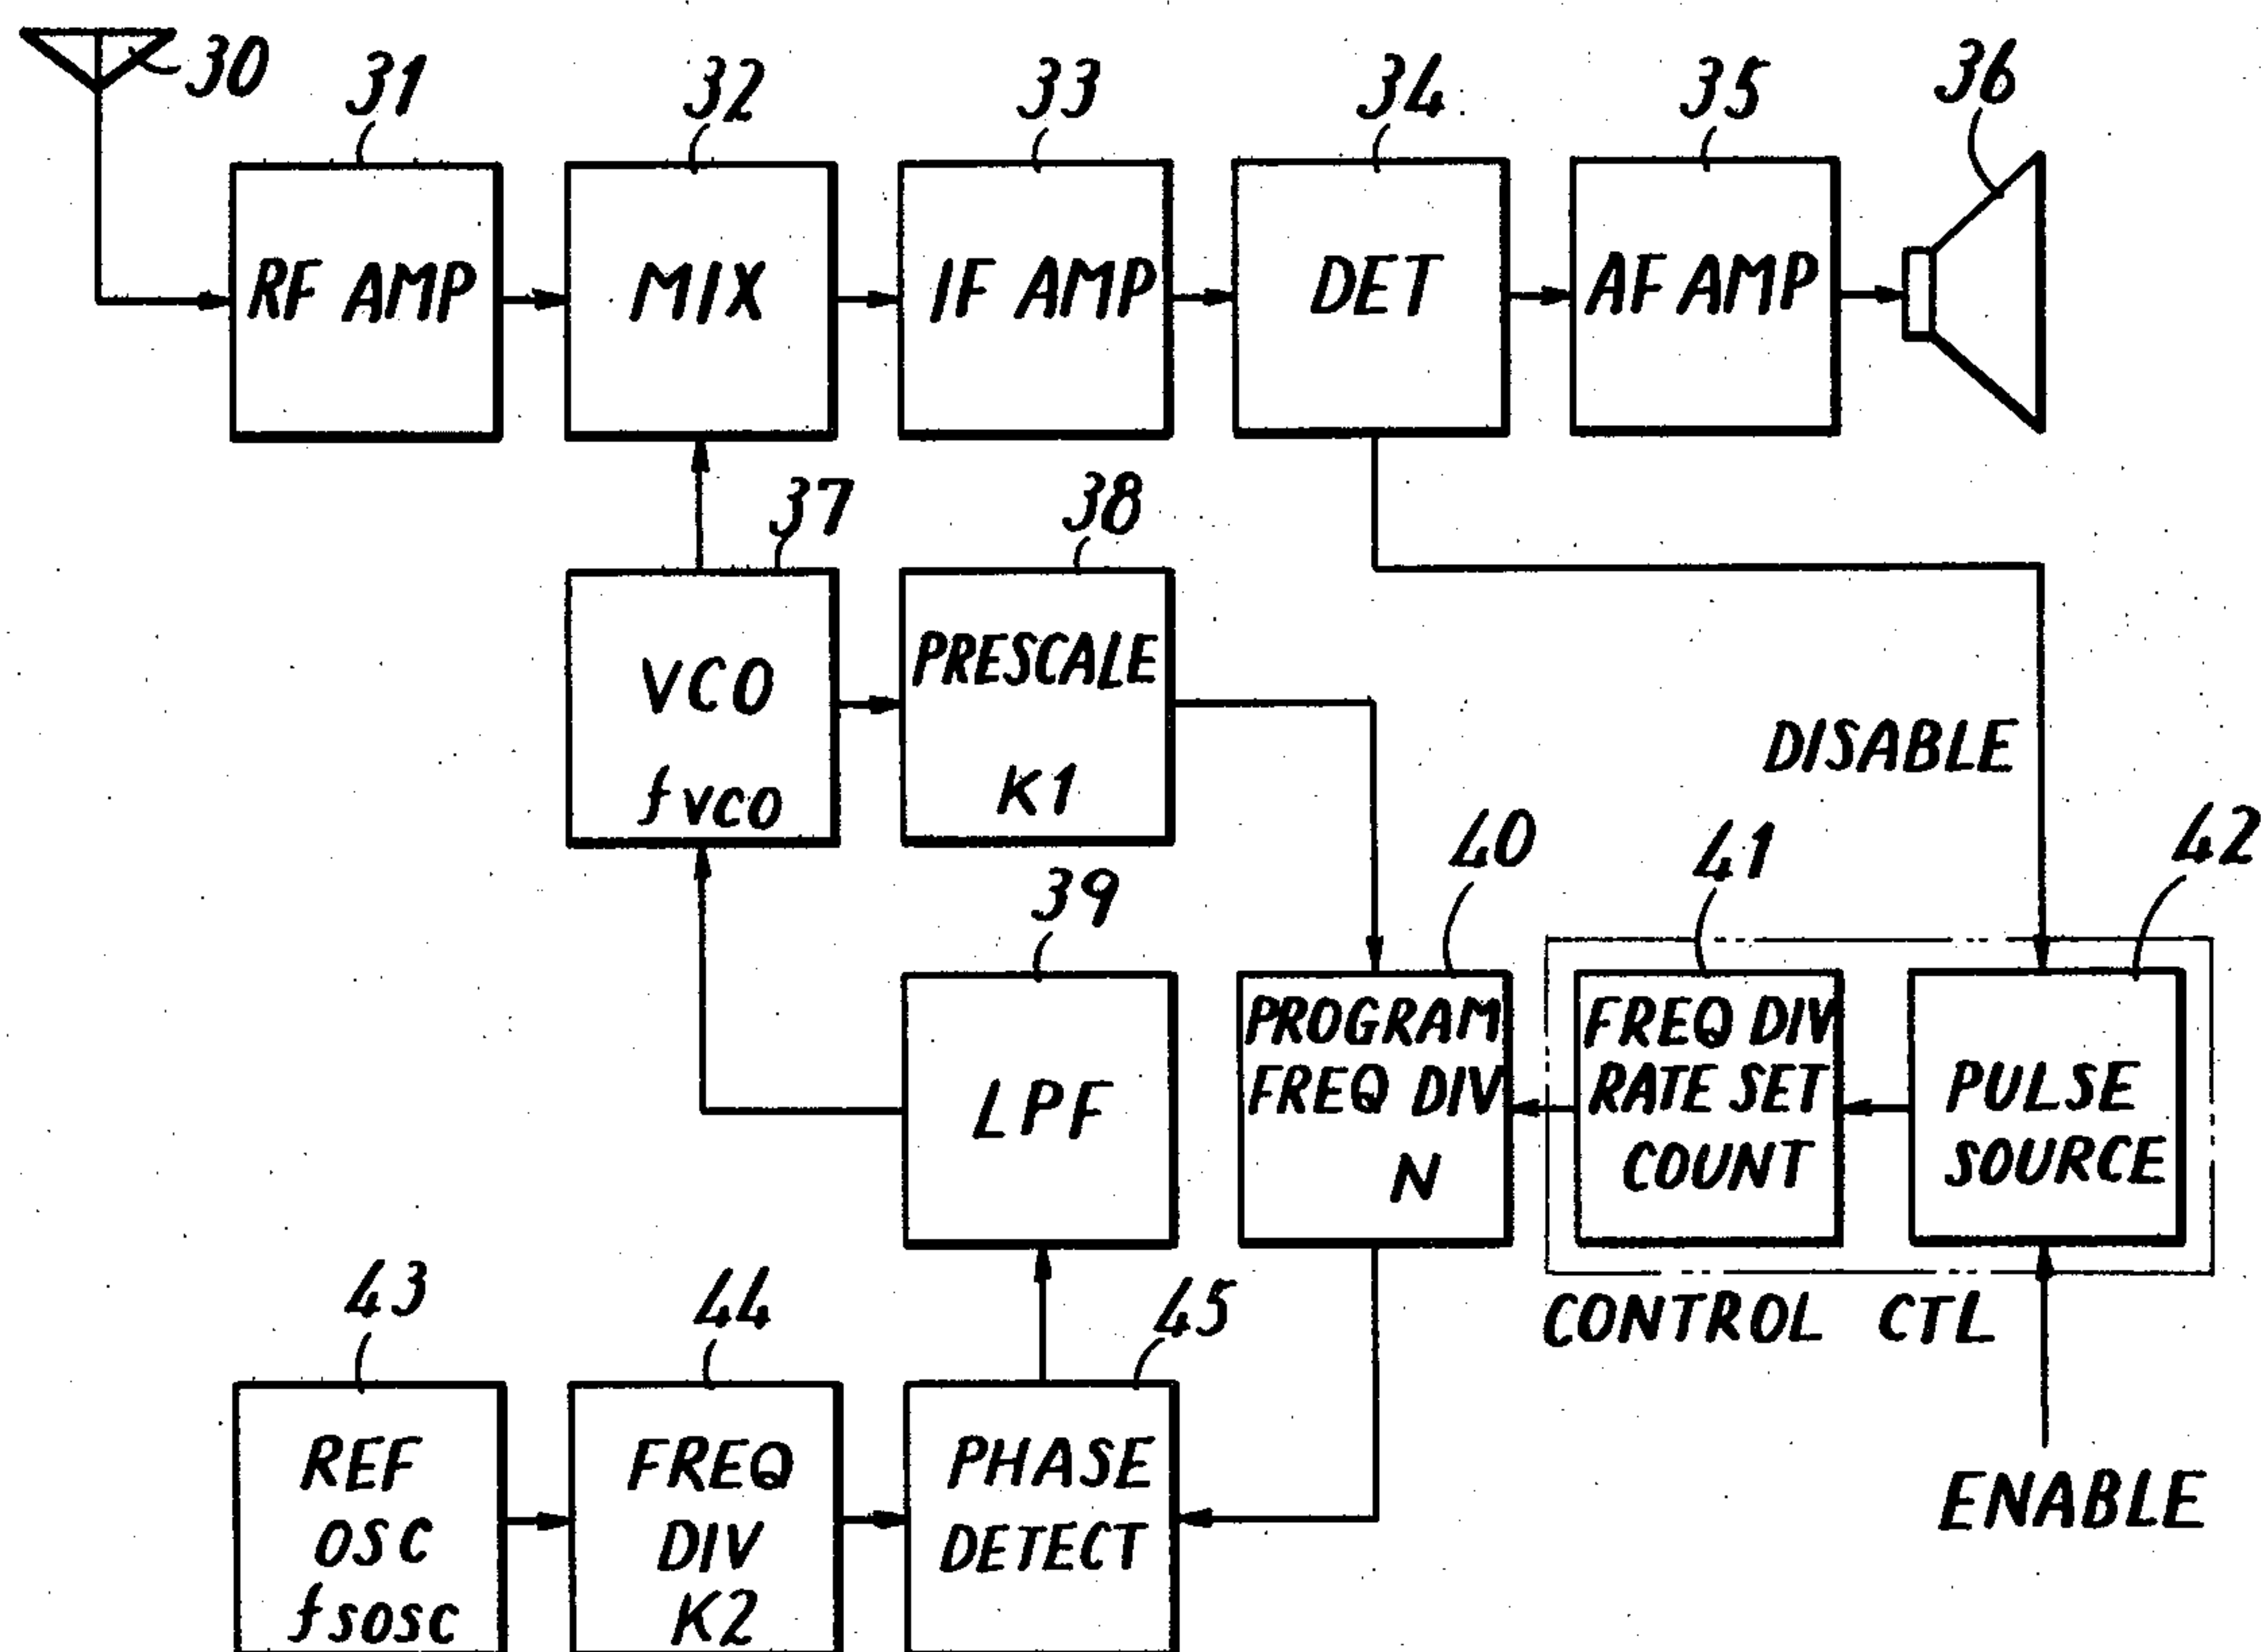 30
31
32
33
34
35
36
RF AMP
MIX
IF AMP
DET
AF AMP
37
38
VCO
fVCO
PRESCALE
K1
DISABLE
39
40
41
42
LPF
PROGRAM
FREQ DIV
N
FREQ DIV
RATE SET
COUNT
PULSE
SOURCE
CONTROL CTL
ENABLE
43
44
45
REF
OSC
fSOSC
FREQ
DIV
K2
PHASE
DETECT